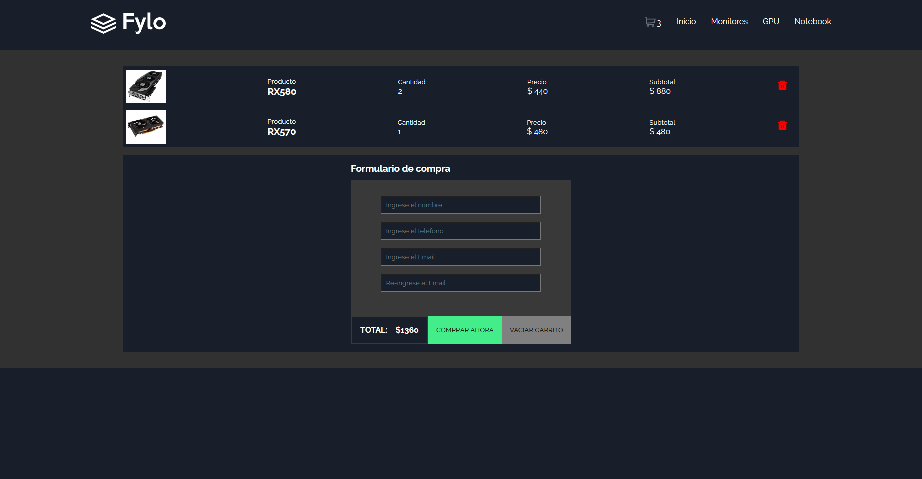 Fylo
3 Inicio Monitores GPU Notebook
Producto Cantidad Precio Subtotal
RX580 2 $ 440 $ 880
Producto Cantidad Precio Subtotal
RX570 1 $ 480 $ 480
Formulario de compra
Ingrese el nombre
Ingrese el telefono
Ingrese el Email
Re-ingrese el Email
TOTAL: $1360 COMPRAR AHORA VACIAR CARRITO